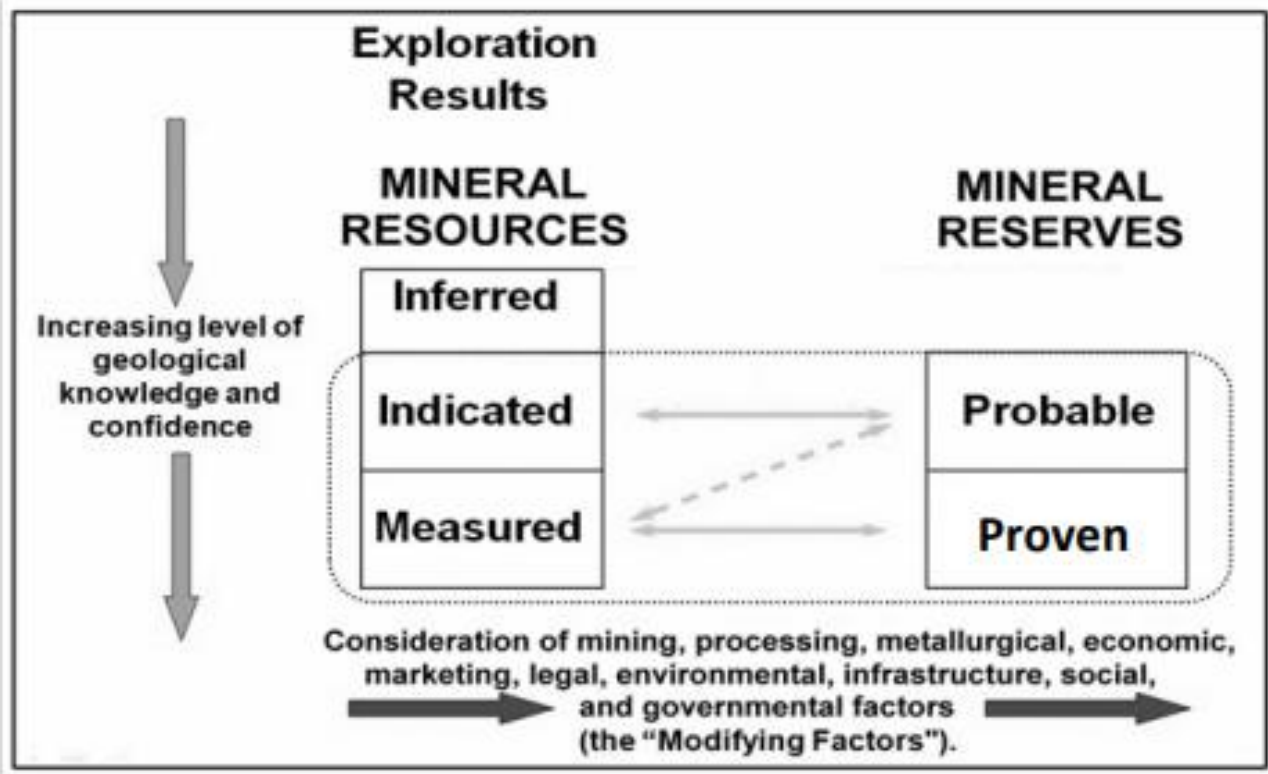 Exploration
Results
MINERAL
RESOURCES
MINERAL
RESERVES
Inferred
Increasing level of
geological
knowledge and
confidence
Indicated
Probable
Measured
Proven
Consideration of mining, processing, metallurgical, economic,
marketing, legal, environmental, infrastructure, social,
and governmental factors
(the "Modifying Factors").